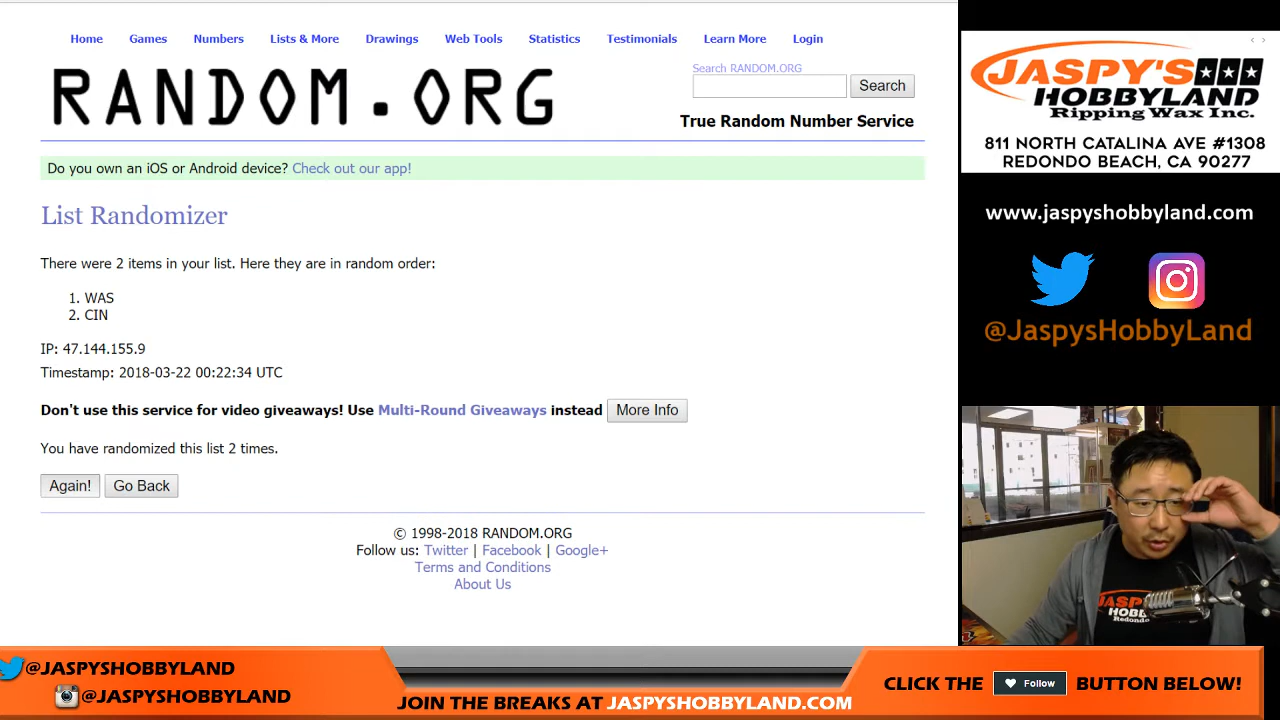 Home Games Numbers Lists & More Drawings Web Tools Statistics Testimonials Learn More Login
RANDOM.ORG
Search RANDOM.ORG
Search
True Random Number Service
Do you own an iOS or Android device? Check out our app!
List Randomizer
There were 2 items in your list. Here they are in random order:
1. WAS
2. CIN
IP: 47.144.155.9
Timestamp: 2018-03-22 00:22:34 UTC
Don't use this service for video giveaways! Use Multi-Round Giveaways instead More Info
You have randomized this list 2 times.
Again! Go Back
© 1998-2018 RANDOM.ORG
Follow us: Twitter | Facebook | Google+
Terms and Conditions
About Us
JASPY'S
HOBBYLAND
Ripping Wax Inc.
811 NORTH CATALINA AVE #1308
REDONDO BEACH, CA 90277
www.jaspyshobbyland.com
@JaspysHobbyLand
JASPY'S
HOBBY
Redondo
@JASPYSHOBBYLAND
@JASPYSHOBBYLAND
JOIN THE BREAKS AT JASPYSHOBBYLAND.COM
CLICK THE Follow BUTTON BELOW!